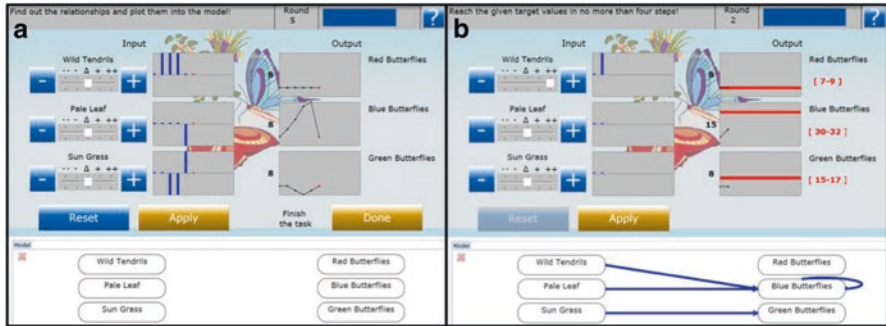 Find out the relationships and plot them into the model!
Round
5
?
a
Input
Output
Wild Tendrils
-- - Δ + ++
- +
8
Red Butterflies
Pale Leaf
-- - Δ + ++
- +
8
Blue Butterflies
Sun Grass
-- - Δ + ++
- +
8
Green Butterflies
Reset
Apply
Finish
the task
Done
Model
Wild Tendrils
Red Butterflies
Pale Leaf
Blue Butterflies
Sun Grass
Green Butterflies
Reach the given target values in no more than four steps!
Round
2
?
b
Input
Output
Wild Tendrils
-- - Δ + ++
- +
8
Red Butterflies
[ 7-9 ]
Pale Leaf
-- - Δ + ++
- +
15
Blue Butterflies
[ 30-32 ]
Sun Grass
-- - Δ + ++
- +
8
Green Butterflies
[ 15-17 ]
Reset
Apply
Model
Wild Tendrils
Red Butterflies
Pale Leaf
Blue Butterflies
Sun Grass
Green Butterflies